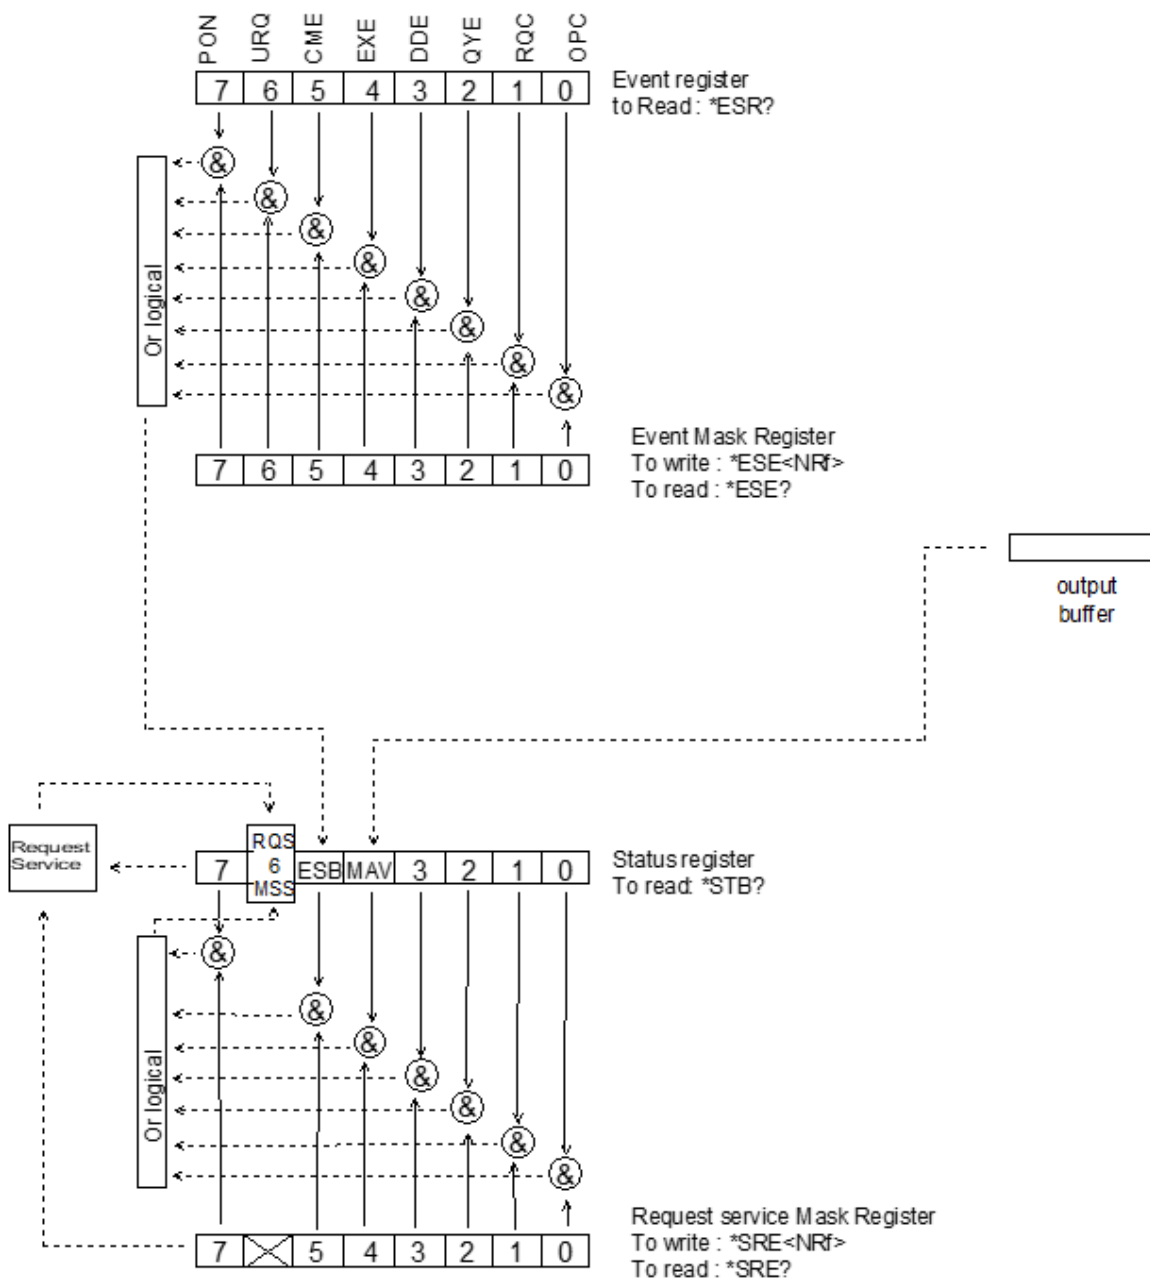 PON URQ CME EXE DDE QYE RQC OPC
7 6 5 4 3 2 1 0
Event register
to Read : *ESR?
&
&
&
&
&
&
&
&
Or logical
Event Mask Register
To write : *ESE<NRf>
To read : *ESE?
7 6 5 4 3 2 1 0
output
buffer
Request
Service
RQS
7 6 ESB MAV 3 2 1 0
MSS
Status register
To read: *STB?
&
&
&
&
&
&
&
Or logical
Request service Mask Register
To write : *SRE<NRf>
To read : *SRE?
7 5 4 3 2 1 0